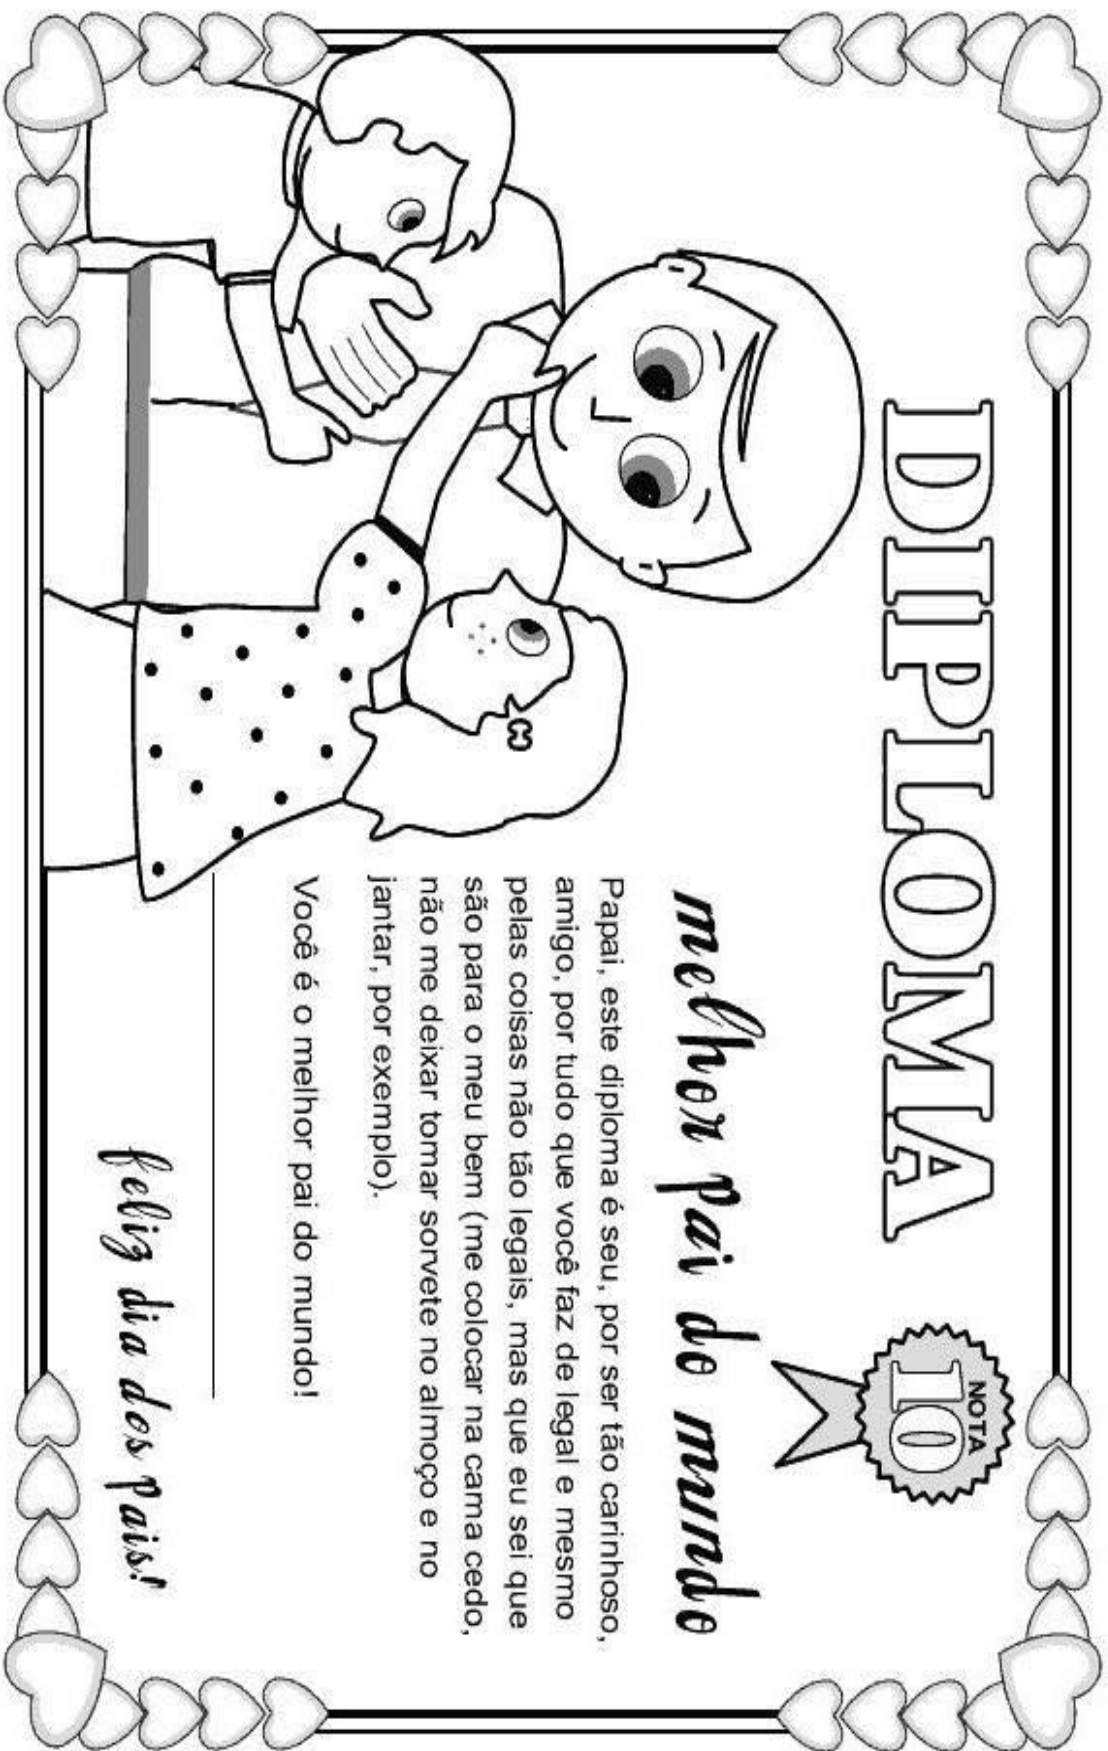 DIPLOMA
NOTA
10
melhor pai do mundo
Papai, este diploma é seu, por ser tão carinhoso,
amigo, por tudo que você faz de legal e mesmo
pelas coisas não tão legais, mas que eu sei que
são para o meu bem (me colocar na cama cedo,
não me deixar tomar sorvete no almoço e no
jantar, por exemplo).
Você é o melhor pai do mundo!
feliz dia dos Pais!